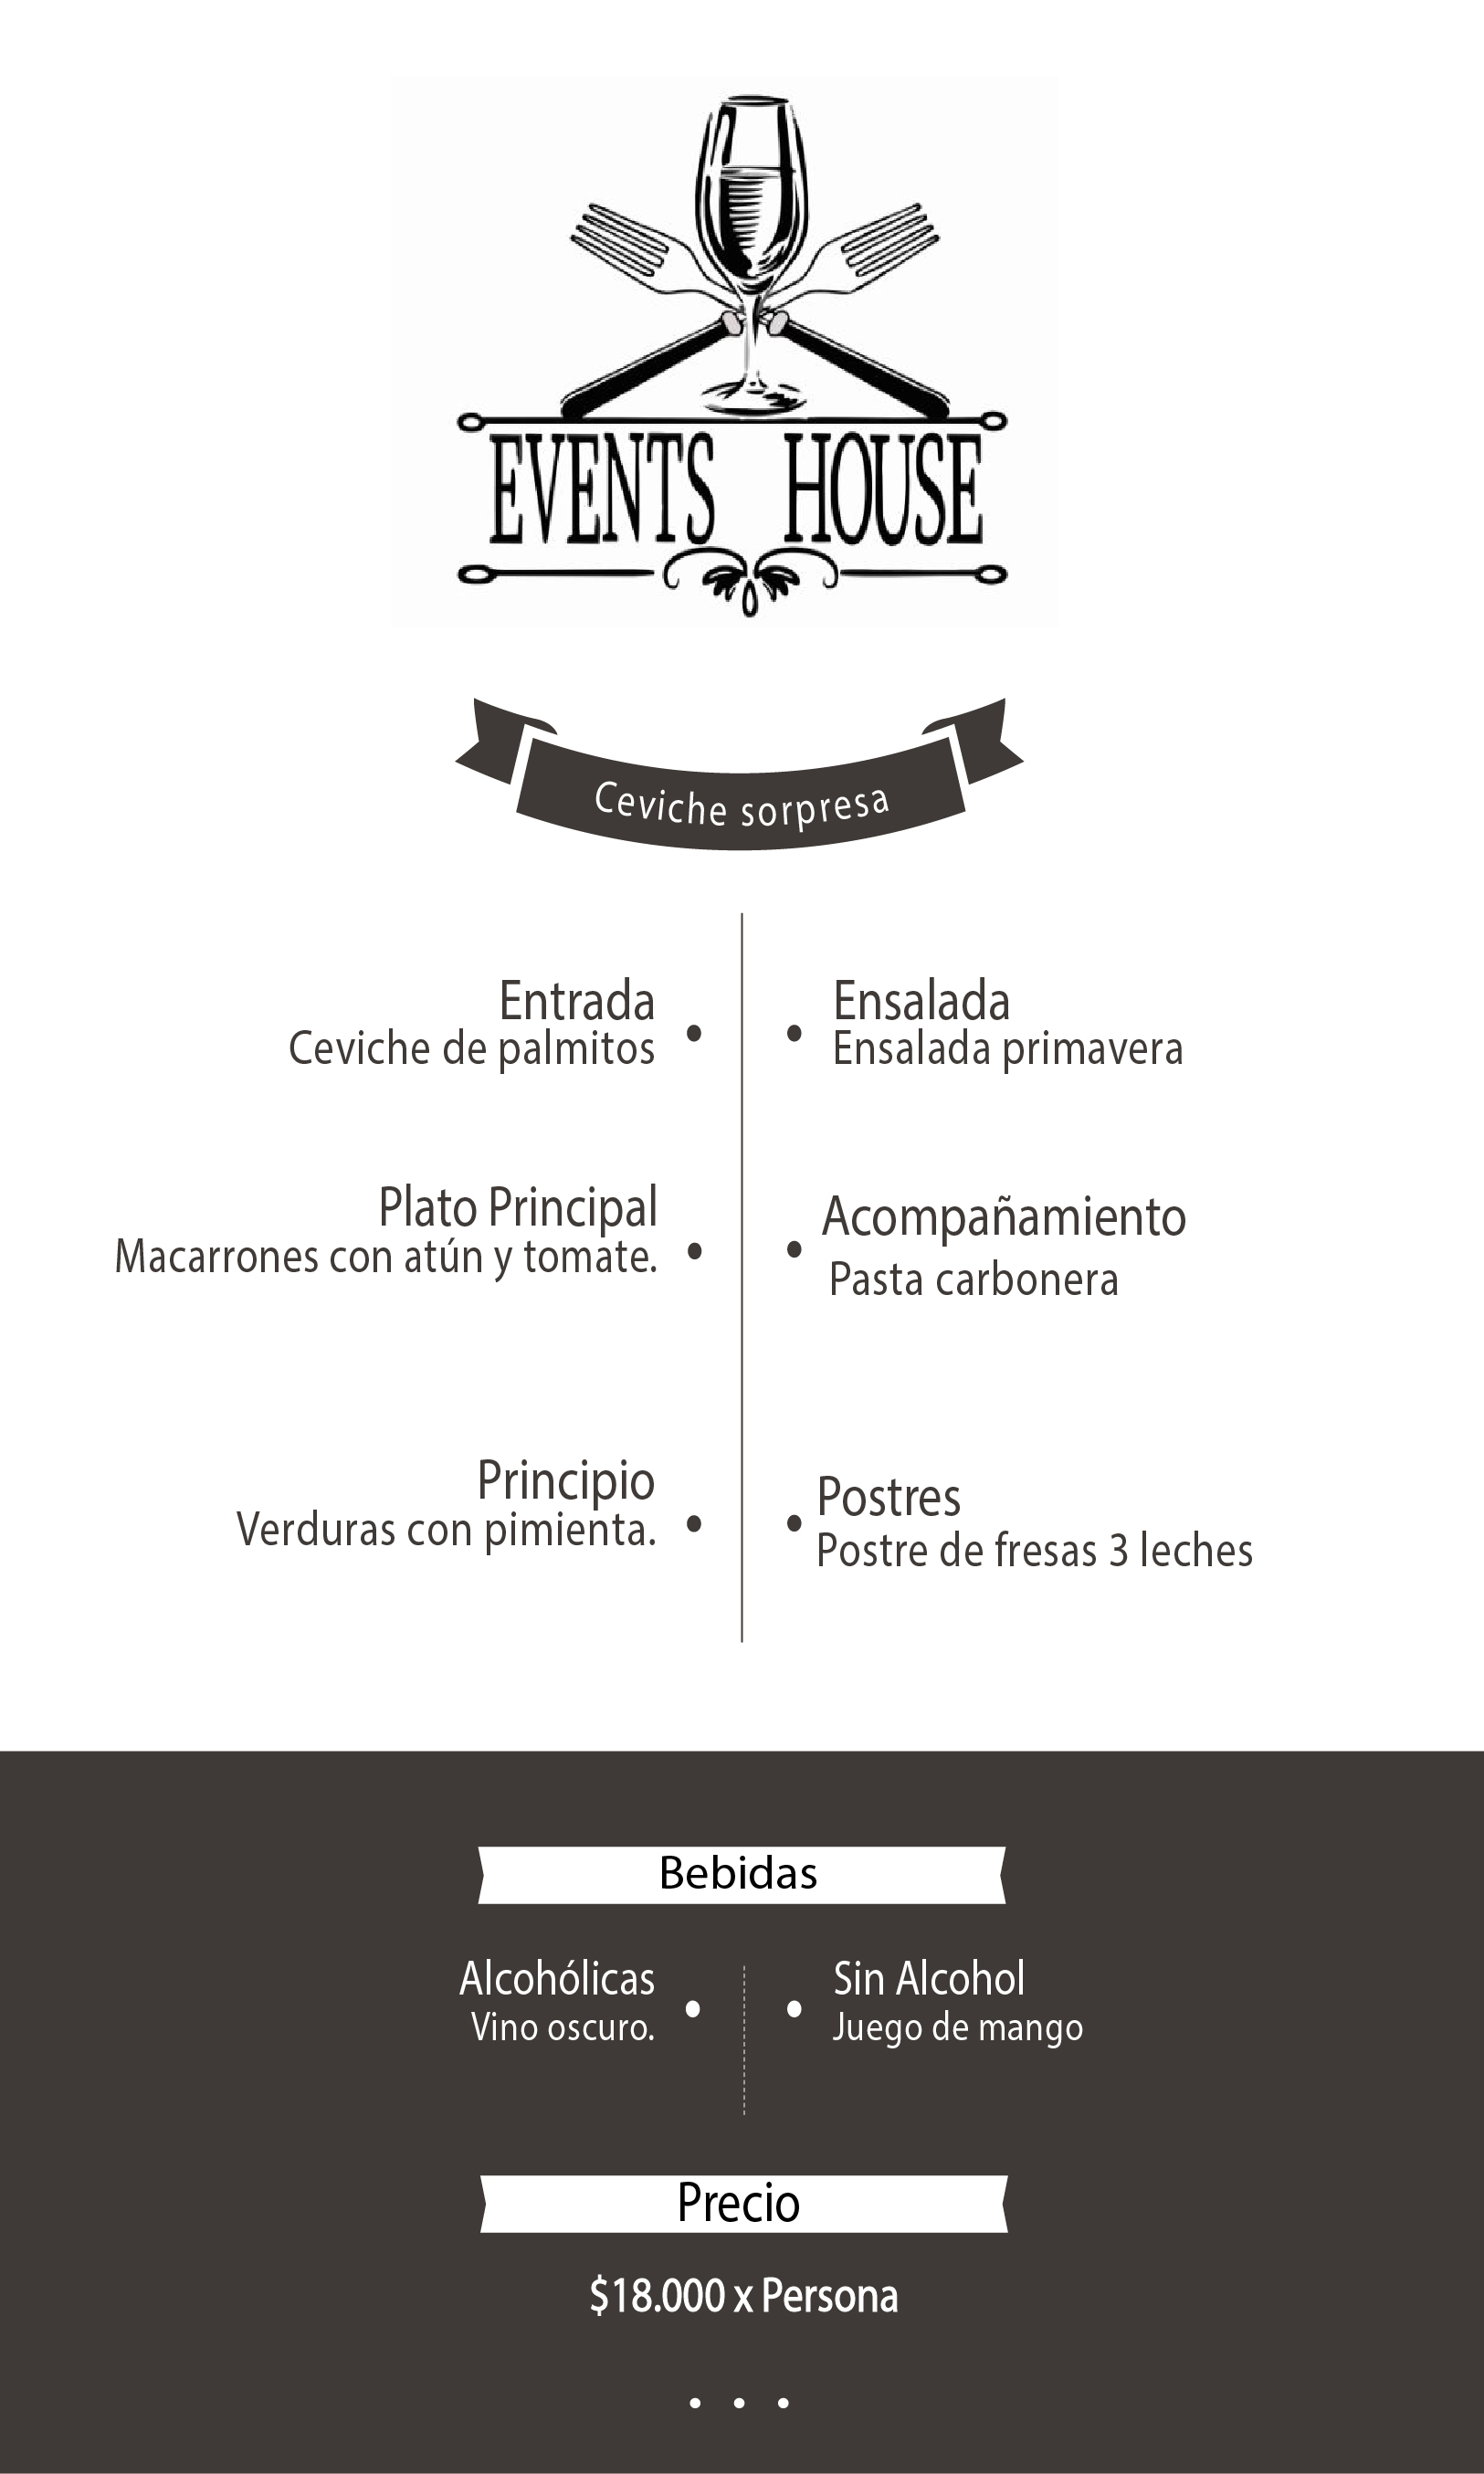 EVENTS HOUSE
Ceviche sorpresa
Entrada
Ceviche de palmitos
Ensalada
Ensalada primavera
Plato Principal
Macarrones con atún y tomate.
Acompañamiento
Pasta carbonera
Principio
Verduras con pimienta.
Postres
Postre de fresas 3 leches
Bebidas
Alcohólicas
Vino oscuro.
Sin Alcohol
Juego de mango
Precio
$18.000 x Persona